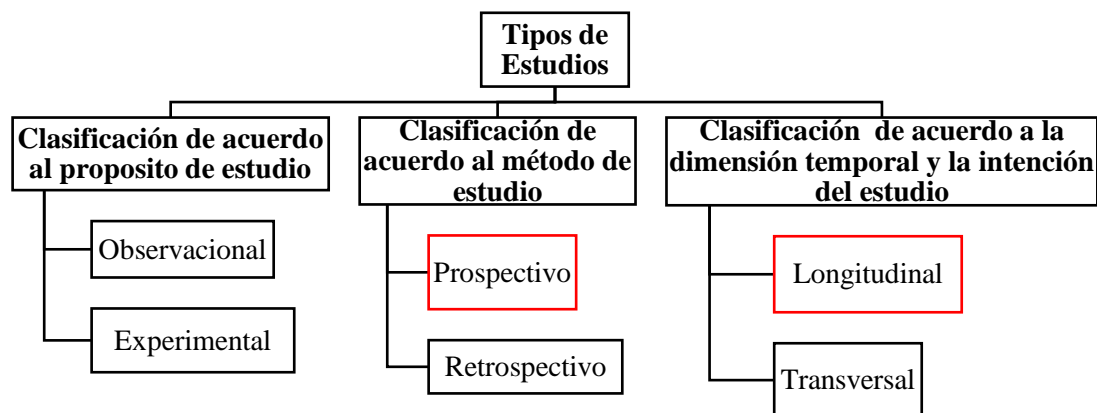 Tipos de
Estudios
Clasificación de acuerdo
al proposito de estudio
Observacional
Experimental
Clasificación de
acuerdo al método de
estudio
Prospectivo
Retrospectivo
Clasificación de acuerdo a la
dimensión temporal y la intención
del estudio
Longitudinal
Transversal